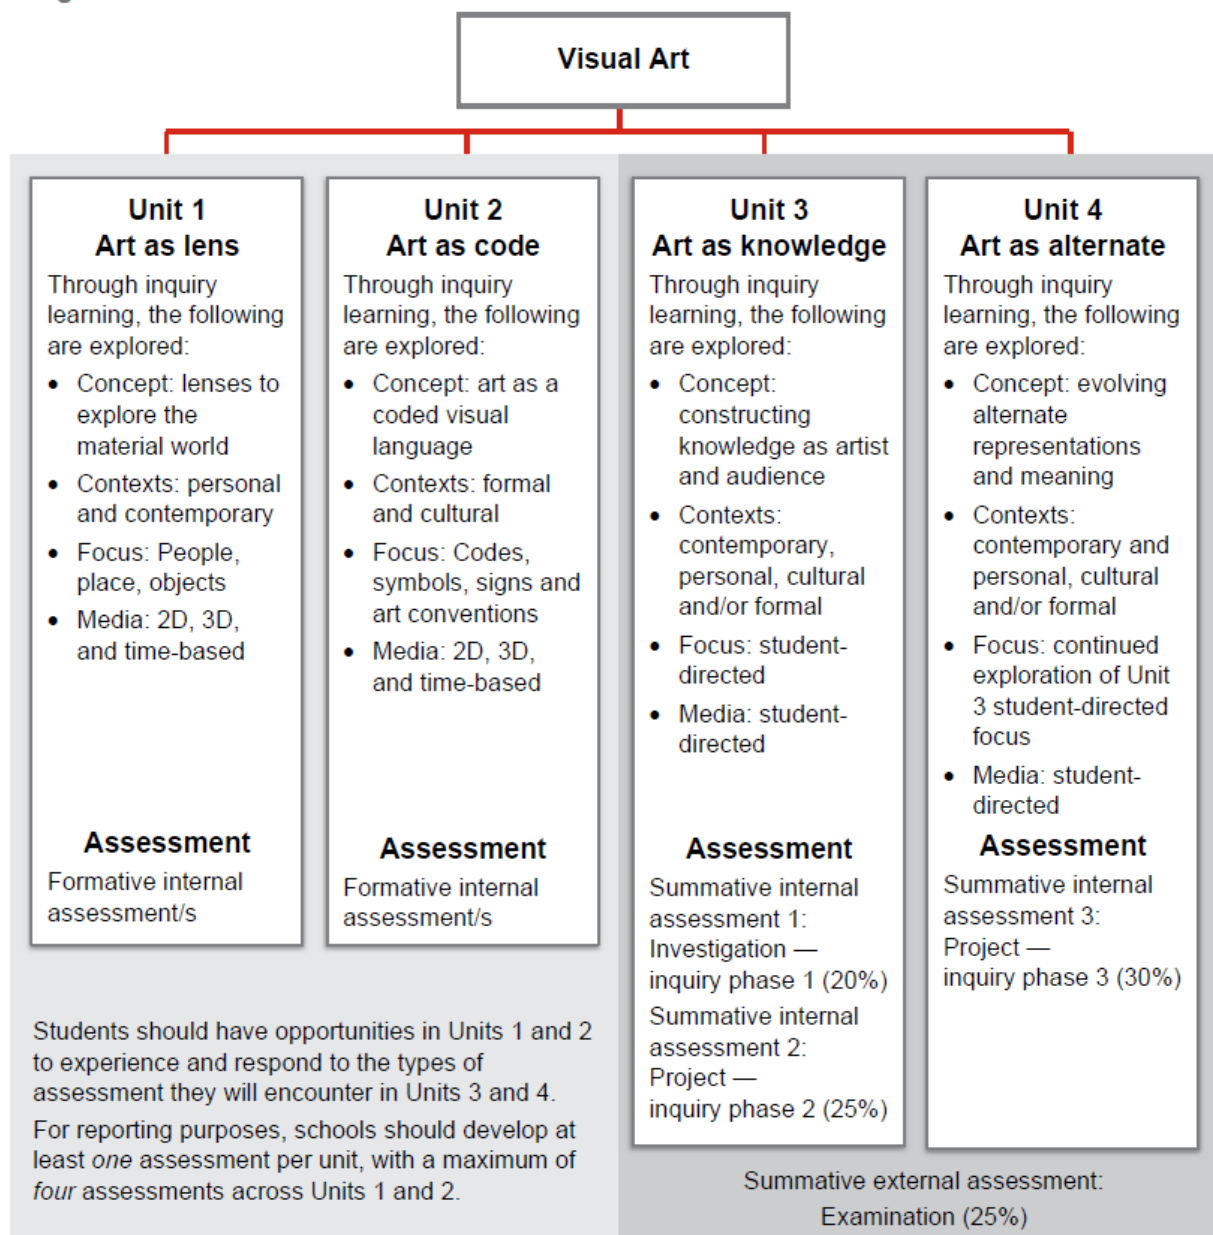 Visual Art
Unit 1
Art as lens
Through inquiry
learning, the following
are explored:
• Concept: lenses to
explore the
material world
• Contexts: personal
and contemporary
• Focus: People,
place, objects
• Media: 2D, 3D,
and time-based
Assessment
Formative internal
assessment/s
Unit 2
Art as code
Through inquiry
learning, the following
are explored:
• Concept: art as a
coded visual
language
• Contexts: formal
and cultural
• Focus: Codes,
symbols, signs and
art conventions
• Media: 2D, 3D,
and time-based
Assessment
Formative internal
assessment/s
Students should have opportunities in Units 1 and 2
to experience and respond to the types of
assessment they will encounter in Units 3 and 4.
For reporting purposes, schools should develop at
least one assessment per unit, with a maximum of
four assessments across Units 1 and 2.
Unit 3
Art as knowledge
Through inquiry
learning, the following
are explored:
• Concept:
constructing
knowledge as artist
and audience
• Contexts:
contemporary,
personal, cultural
and/or formal
• Focus: student-
directed
• Media: student-
directed
Assessment
Summative internal
assessment 1:
Investigation —
inquiry phase 1 (20%)
Summative internal
assessment 2:
Project —
inquiry phase 2 (25%)
Unit 4
Art as alternate
Through inquiry
learning, the following
are explored:
• Concept: evolving
alternate
representations
and meaning
• Contexts:
contemporary and
personal, cultural
and/or formal
• Focus: continued
exploration of Unit
3 student-directed
focus
• Media: student-
directed
Assessment
Summative internal
assessment 3:
Project —
inquiry phase 3 (30%)
Summative external assessment:
Examination (25%)